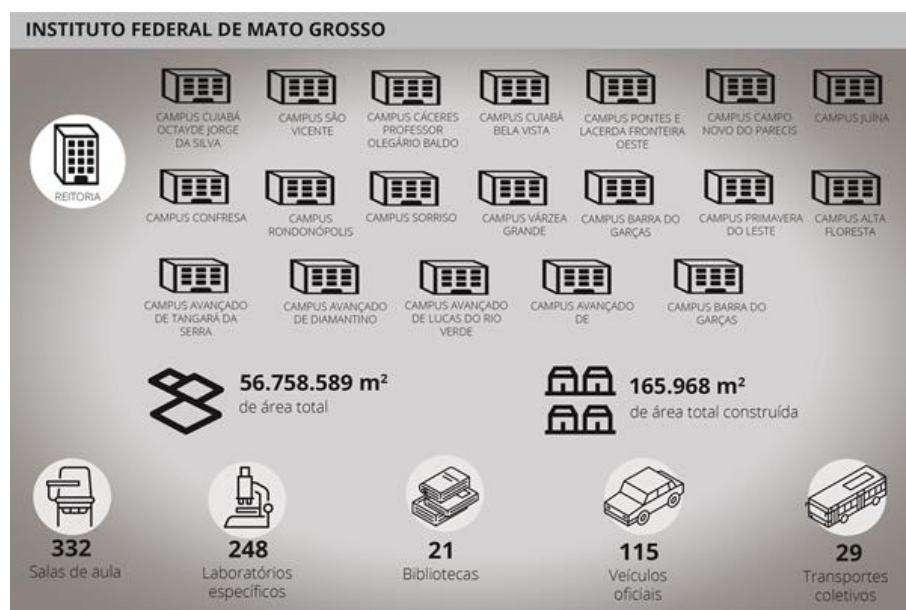 INSTITUTO FEDERAL DE MATO GROSSO
REITORIA
CAMPUS CUIABÁ
OCTAYDE JORGE
DA SILVA
CAMPUS SÃO
VICENTE
CAMPUS CÁCERES
PROFESSOR
OLEGÁRIO BALDO
CAMPUS CUIABÁ
BELA VISTA
CAMPUS PONTES E
LACERDA FRONTEIRA
OESTE
CAMPUS CAMPO
NOVO DO PARECIS
CAMPUS JUÍNA
CAMPUS CONFRESA
CAMPUS
RONDONÓPOLIS
CAMPUS SORRISO
CAMPUS VÁRZEA
GRANDE
CAMPUS BARRA DO
GARÇAS
CAMPUS PRIMAVERA
DO LESTE
CAMPUS ALTA
FLORESTA
CAMPUS AVANÇADO
DE TANGARÁ DA
SERRA
CAMPUS AVANÇADO
DE DIAMANTINO
CAMPUS AVANÇADO
DE LUCAS DO RIO
VERDE
CAMPUS AVANÇADO
DE
CAMPUS BARRA DO
GARÇAS
56.758.589 m²
de área total
165.968 m²
de área total construída
332
Salas de aula
248
Laboratórios
específicos
21
Bibliotecas
115
Veículos
oficiais
29
Transportes
coletivos